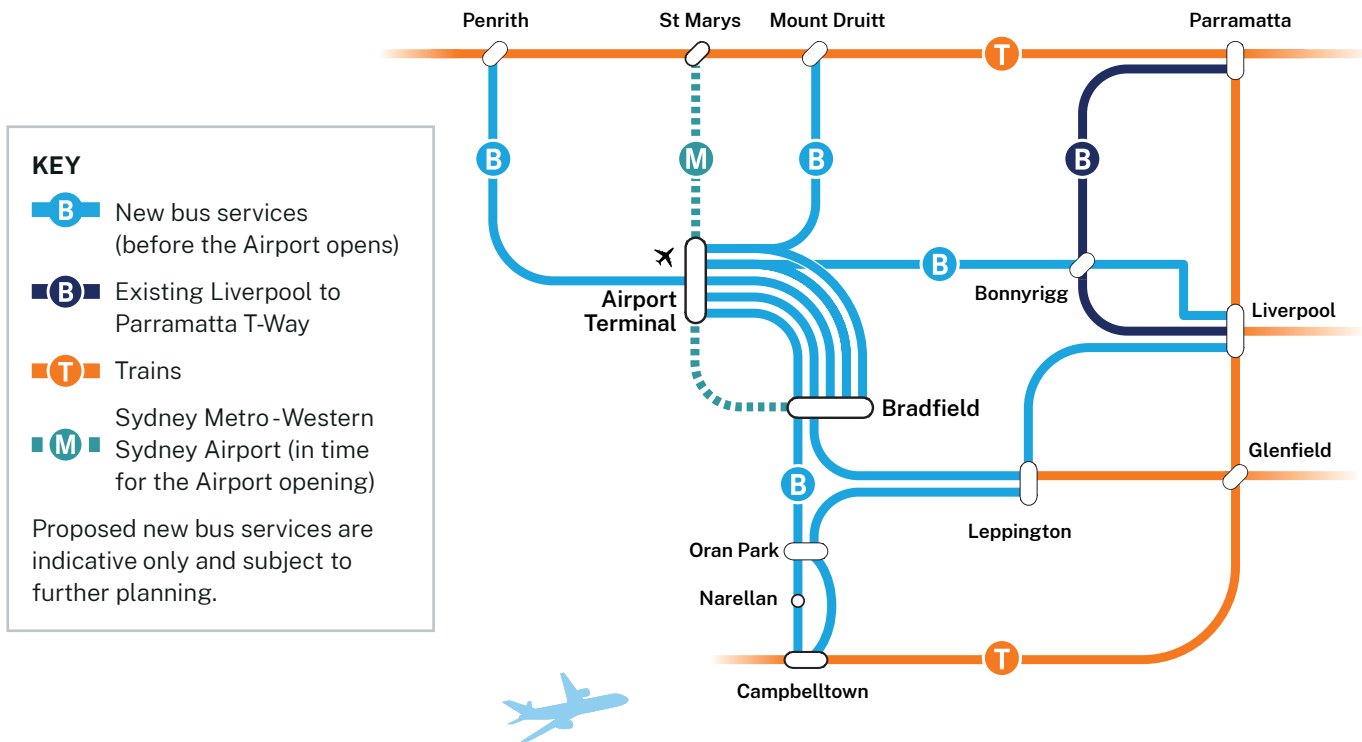 Penrith
St Marys
Mount Druitt
Parramatta
T
KEY
B
New bus services
(before the Airport opens)
B
Existing Liverpool to
Parramatta T-Way
T
Trains
M
Sydney Metro - Western
Sydney Airport (in time
for the Airport opening)
Proposed new bus services are
indicative only and subject to
further planning.
B
M
B
B
B
Airport
Terminal
Bonnyrigg
Liverpool
Bradfield
B
Glenfield
Leppington
Oran Park
Narellan
T
Campbelltown